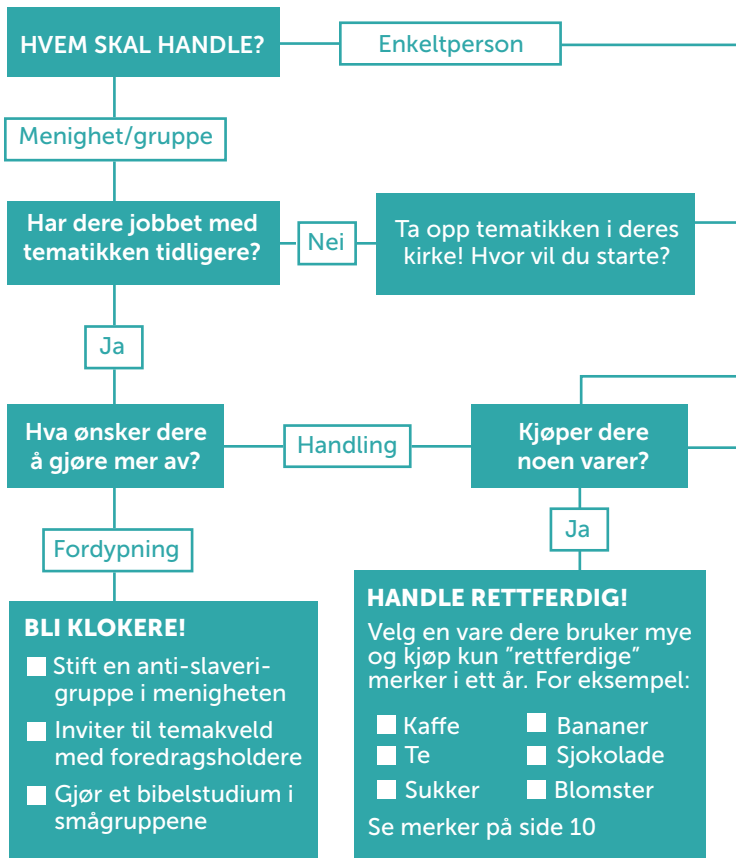 HVEM SKAL HANDLE?
Enkeltperson
Menighet/gruppe
Har dere jobbet med
tematikken tidligere?
Nei
Ta opp tematikken i deres
kirke! Hvor vil du starte?
Ja
Hva ønsker dere
å gjøre mer av?
Handling
Kjøper dere
noen varer?
Fordypning
Ja
BLI KLOKERE!
Stift en anti-slaveri-
gruppe i menigheten
Inviter til temakveld
med foredragsholdere
Gjør et bibelstudium i
smågruppene
HANDLE RETTFERDIG!
Velg en vare dere bruker mye
og kjøp kun ”rettferdige”
merker i ett år. For eksempel:
Kaffe
Bananer
Te
Sjokolade
Sukker
Blomster
Se merker på side 10